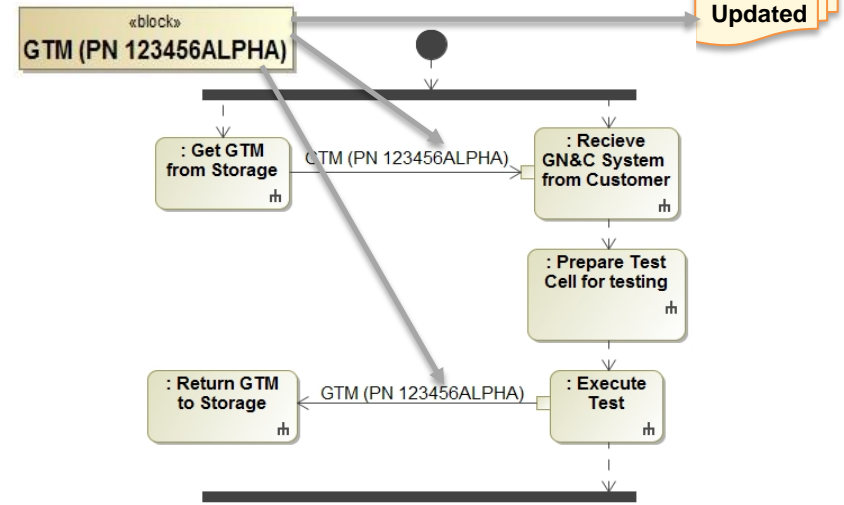 «block»
GTM (PN 123456ALPHA)
Updated
: Get GTM
from Storage
GTM (PN 123456ALPHA)
: Recieve
GN&C System
from Customer
: Prepare Test
Cell for testing
: Return GTM
to Storage
GTM (PN 123456ALPHA)
: Execute
Test